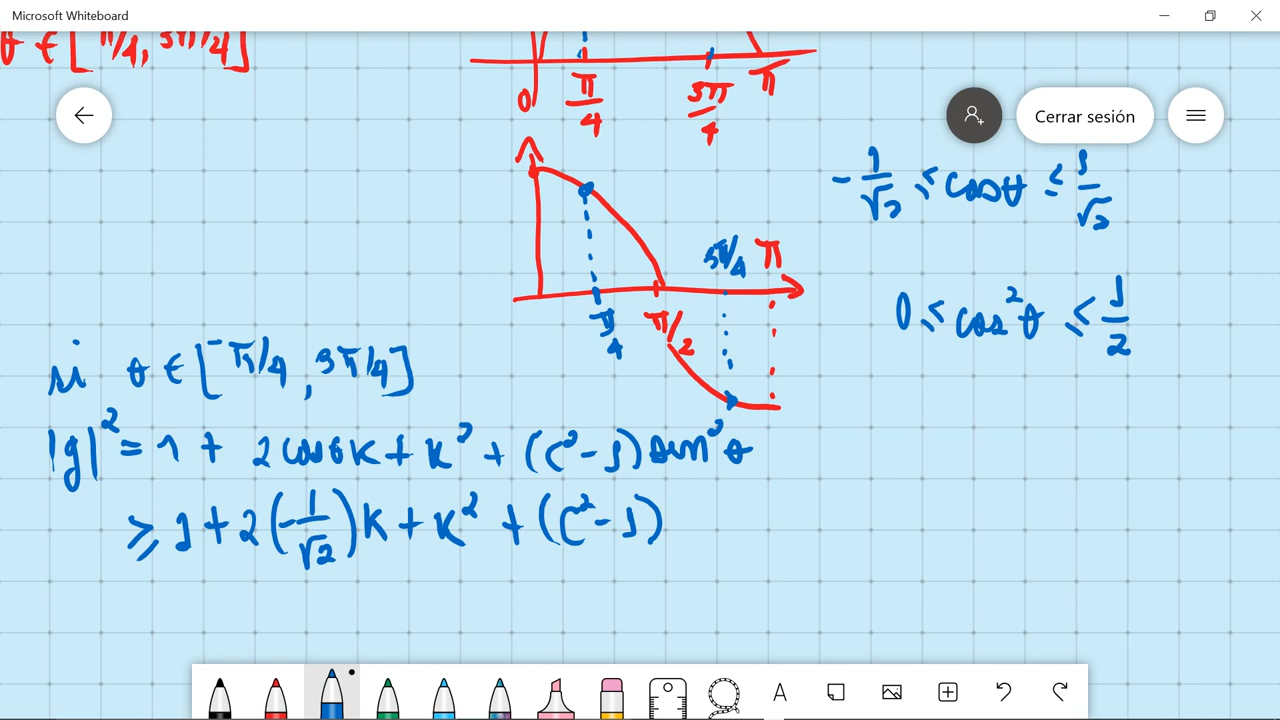 Microsoft Whiteboard
θ ∈ [π/4, 3π/4]
0 π/4 3π/4 π
Cerrar sesión
-1/√2 ≤ cosθ ≤ 1/√2
3π/4 π
0 ≤ cos²θ ≤ 1/2
π/4 π/2
si θ ∈ [-π/4, 3π/4]
|g|² = 1 + 2cosθK + K² + (C²-1) sen²θ
≥ 1 + 2(-1/√2)K + K² + (C²-1)
A